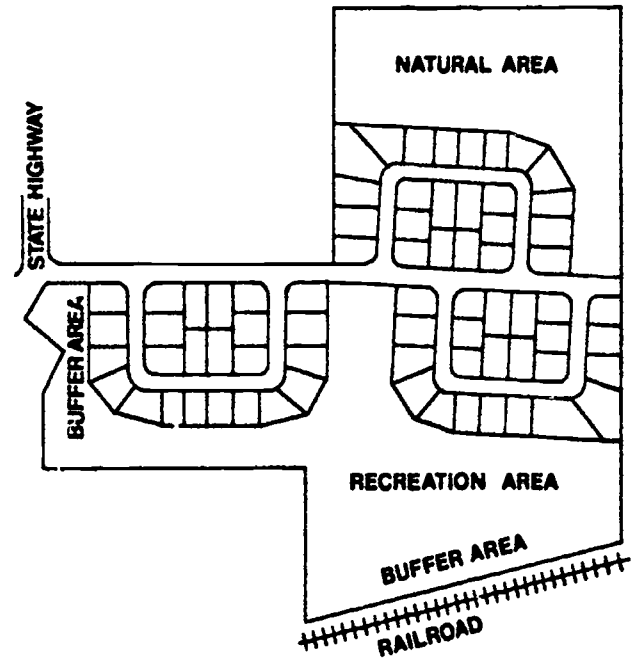 NATURAL AREA
STATE HIGHWAY
BUFFER AREA
RECREATION AREA
BUFFER AREA
RAILROAD